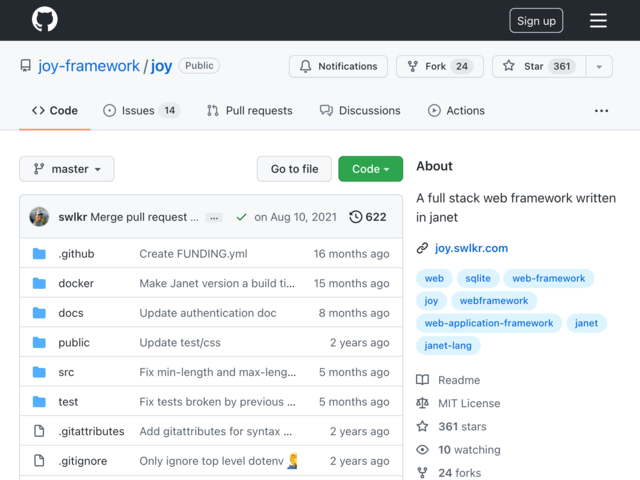 Sign up
joy-framework / joy Public
Notifications
Fork 24
Star 361
Code
Issues 14
Pull requests
Discussions
Actions
master
Go to file
Code
swlkr Merge pull request ... on Aug 10, 2021 622
.github Create FUNDING.yml 16 months ago
docker Make Janet version a build ti... 15 months ago
docs Update authentication doc 8 months ago
public Update test/css 2 years ago
src Fix min-length and max-leng... 5 months ago
test Fix tests broken by previous ... 5 months ago
.gitattributes Add gitattributes for syntax ... 2 years ago
.gitignore Only ignore top level dotenv 2 years ago
About
A full stack web framework written
in janet
joy.swlkr.com
web sqlite web-framework
joy webframework
web-application-framework janet
janet-lang
Readme
MIT License
361 stars
10 watching
24 forks